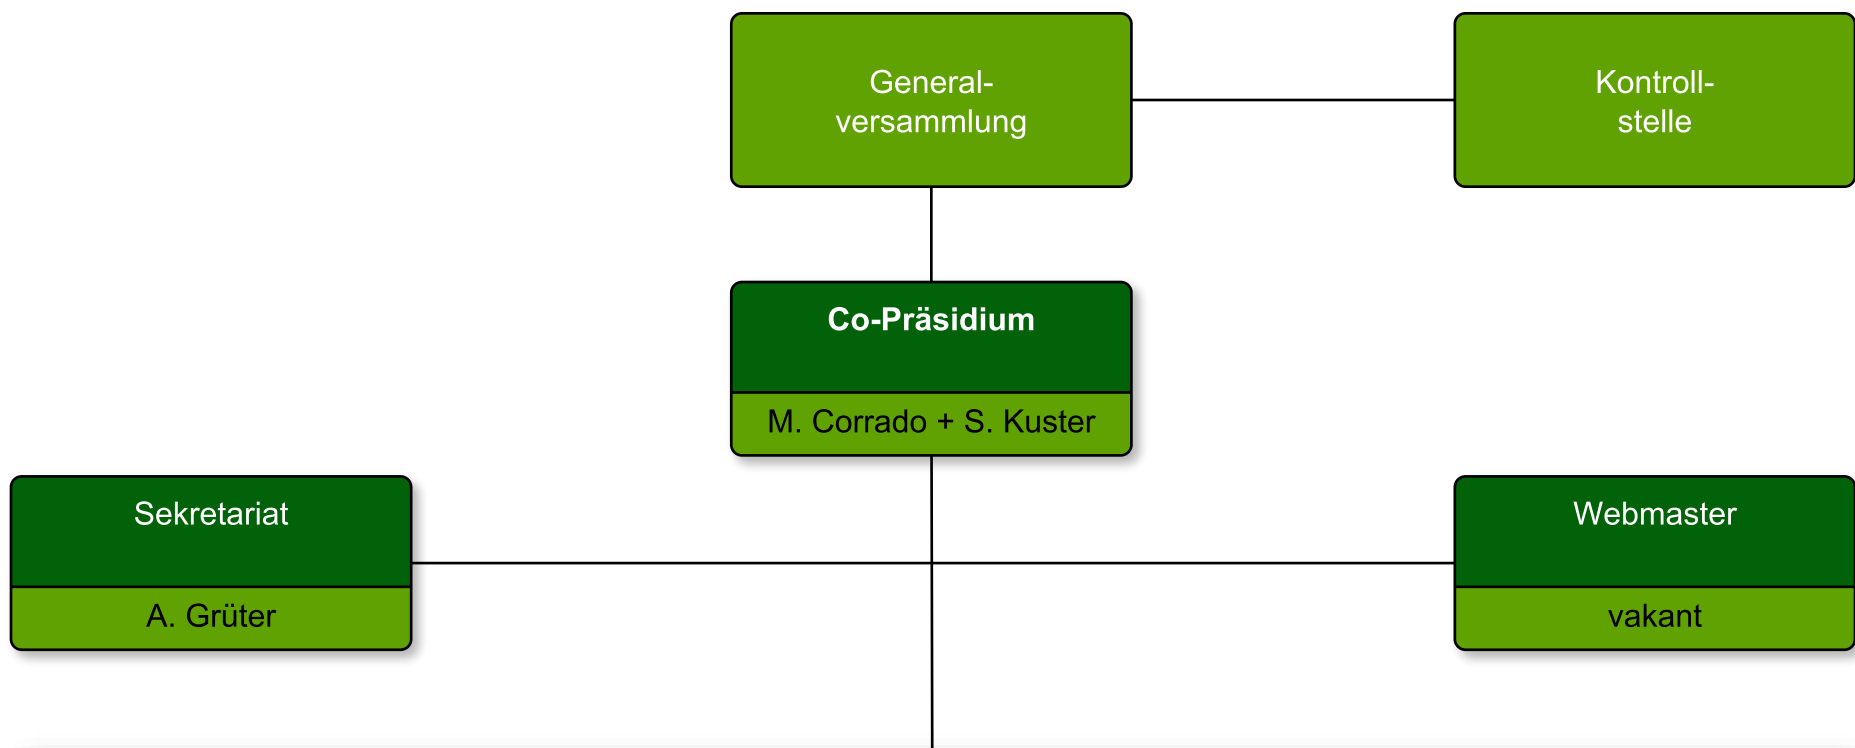 General-
versammlung
Kontroll-
stelle
Co-Präsidium
M. Corrado + S. Kuster
Sekretariat
A. Grüter
Webmaster
vakant